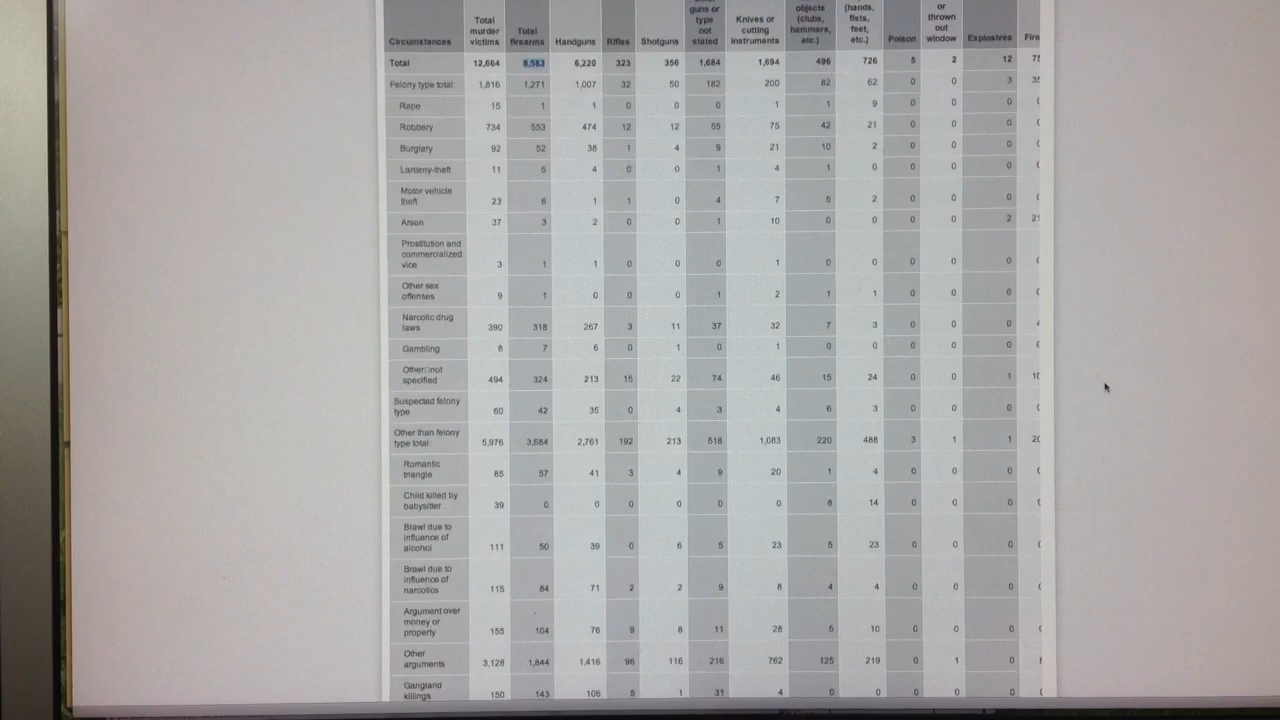 guns or objects (hands, or
Total type Knives or (clubs, fists, thrown
murder Total not cutting hammers, feet, out
Circumstances victims firearms Handguns Rifles Shotguns stated instruments etc.) etc.) Poison window Explosives
Total 12,664 8,583 6,220 323 356 1,684 1,694 496 726 5 2 12
Felony type total: 1,816 1,271 1,007 32 50 182 200 82 62 0 0 3
Rape 15 1 1 0 0 0 1 1 9 0 0 0
Robbery 734 553 474 12 12 55 75 42 21 0 0 0
Burglary 92 52 38 1 4 9 21 10 2 0 0 0
Larceny-theft 11 5 4 0 0 1 4 1 0 0 0 0
Motor vehicle
theft 23 6 1 1 0 4 7 5 2 0 0 0
Arson 37 3 2 0 0 1 10 0 0 0 0 2
Prostitution and
commercialized
vice 3 1 1 0 0 0 1 0 0 0 0 0
Other sex
offenses 9 1 0 0 0 1 2 1 1 0 0 0
Narcotic drug
laws 390 318 267 3 11 37 32 7 3 0 0 0
Gambling 8 7 6 0 1 0 1 0 0 0 0 0
Other not
specified 494 324 213 15 22 74 46 15 24 0 0 1
Suspected felony
type 60 42 35 0 4 3 4 6 3 0 0 0
Other than felony
type total: 5,976 3,684 2,761 192 213 518 1,083 220 488 3 1 1
Romantic
triangle 85 57 41 3 4 9 20 1 4 0 0 0
Child killed by
babysitter 39 0 0 0 0 0 0 8 14 0 0 0
Brawl due to
influence of
alcohol 111 50 39 0 6 5 23 5 23 0 0 0
Brawl due to
influence of
narcotics 115 84 71 2 2 9 8 4 4 0 0 0
Argument over
money or
property 155 104 76 9 8 11 28 5 10 0 0 0
Other
arguments 3,128 1,844 1,416 96 116 216 762 125 219 0 1 0
Gangland
killings 150 143 106 5 1 31 4 0 0 0 0 0